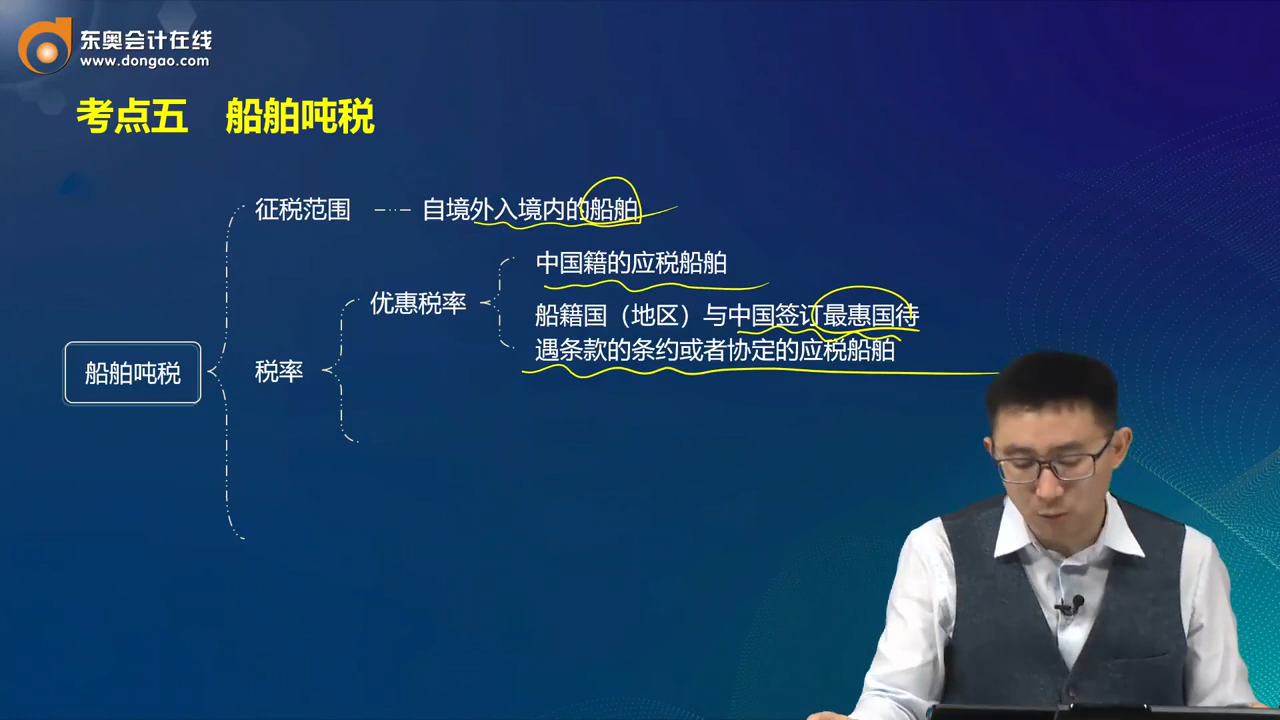 东奥会计在线
www.dongao.com
考点五 船舶吨税
征税范围
自境外入境内的船舶
中国籍的应税船舶
优惠税率
船籍国（地区）与中国签订最惠国待
遇条款的条约或者协定的应税船舶
船舶吨税
税率